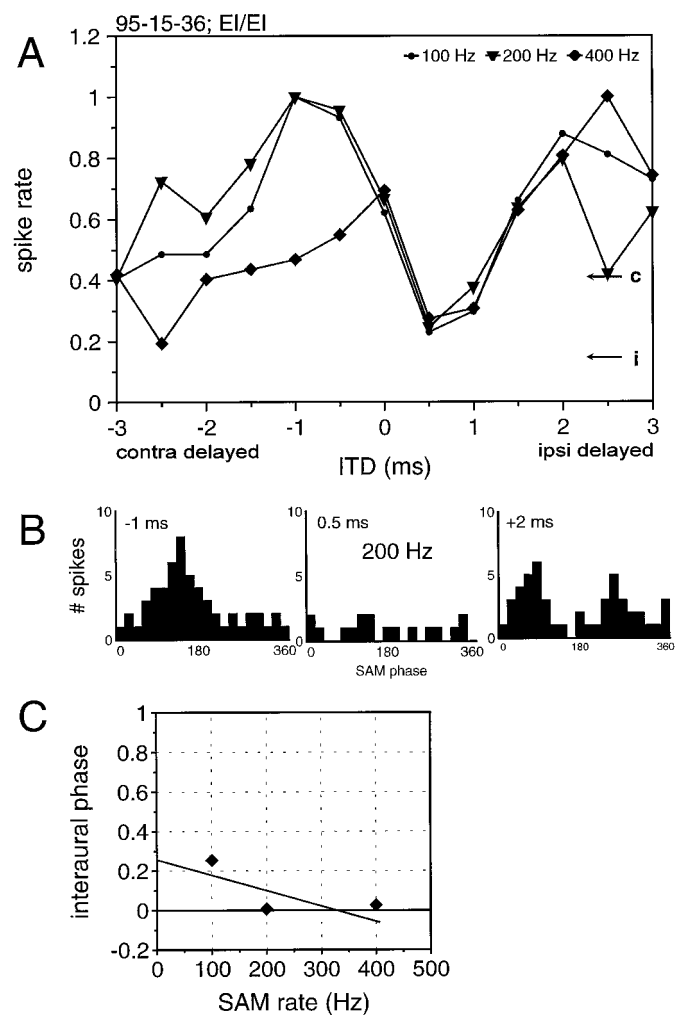 95-15-36; EI/EI
A
100 Hz 200 Hz 400 Hz
1.2
1
0.8
0.6
0.4
0.2
0
spike rate
c
i
-3 -2 -1 0 1 2 3
contra delayed
ITD (ms)
ipsi delayed
B
# spikes
10
5
0
-1 ms
0 180 360
10
5
0
0.5 ms
200 Hz
0 180 360
SAM phase
10
5
0
+2 ms
0 180 360
C
interaural phase
1
0.8
0.6
0.4
0.2
0
-0.2
0 100 200 300 400 500
SAM rate (Hz)